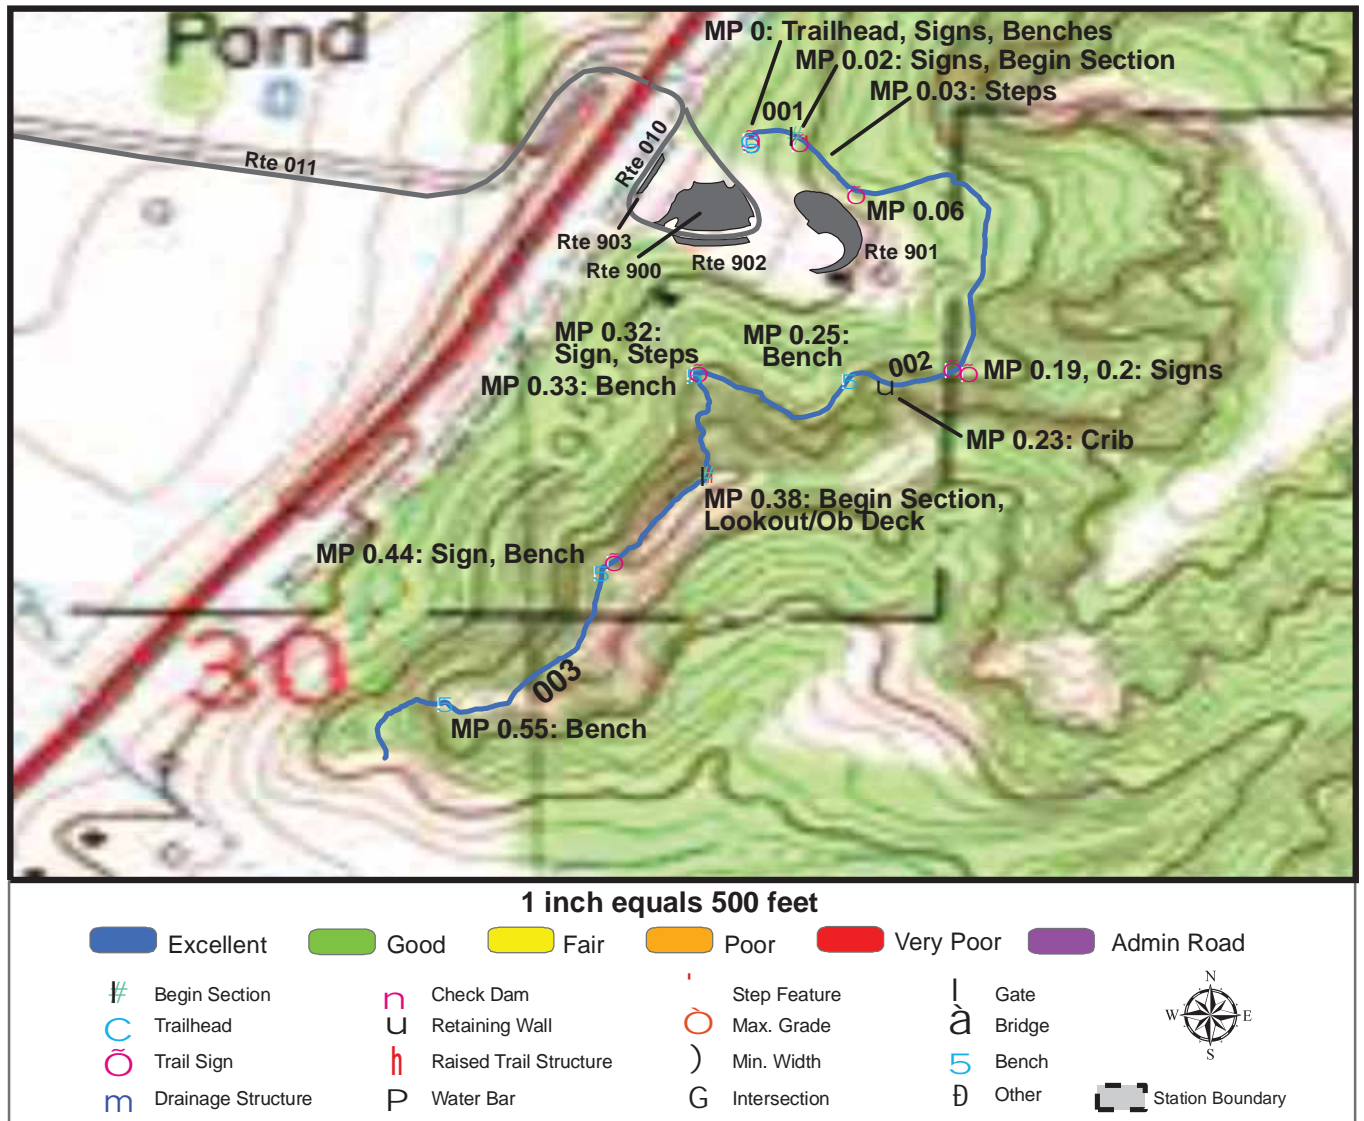 Pond
MP 0: Trailhead, Signs, Benches
MP 0.02: Signs, Begin Section
MP 0.03: Steps
001
Rte 010
Rte 011
MP 0.06
Rte 903
Rte 900
Rte 902
Rte 901
MP 0.32:
Sign, Steps
MP 0.33: Bench
MP 0.25:
Bench
002
MP 0.19, 0.2: Signs
MP 0.23: Crib
MP 0.38: Begin Section,
Lookout/Ob Deck
MP 0.44: Sign, Bench
30
003
MP 0.55: Bench
1 inch equals 500 feet
Excellent Good Fair Poor Very Poor Admin Road
# Begin Section n Check Dam ' Step Feature l Gate
C Trailhead u Retaining Wall Ò Max. Grade à Bridge
Õ Trail Sign h Raised Trail Structure ) Min. Width 5 Bench
m Drainage Structure P Water Bar G Intersection Ð Other Station Boundary
N
W E
S